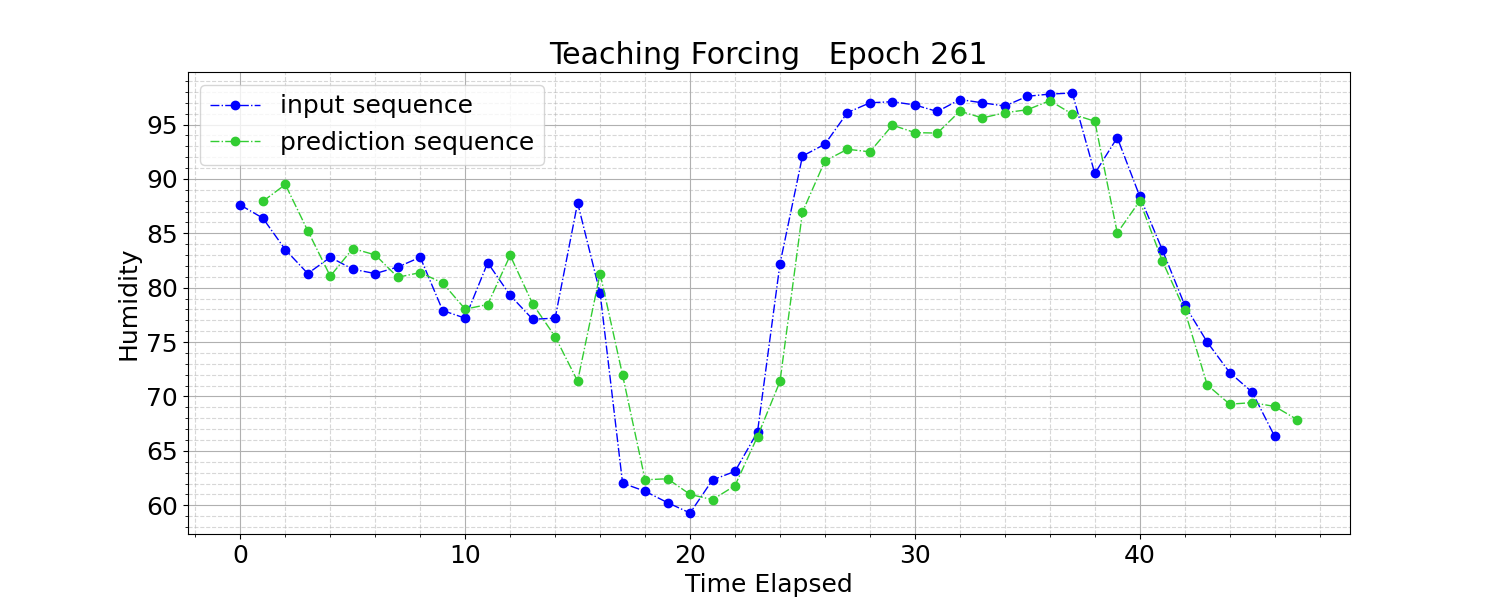 Teaching Forcing   Epoch 261
input sequence
prediction sequence
Humidity
95
90
85
80
75
70
65
60
0 10 20 30 40
Time Elapsed